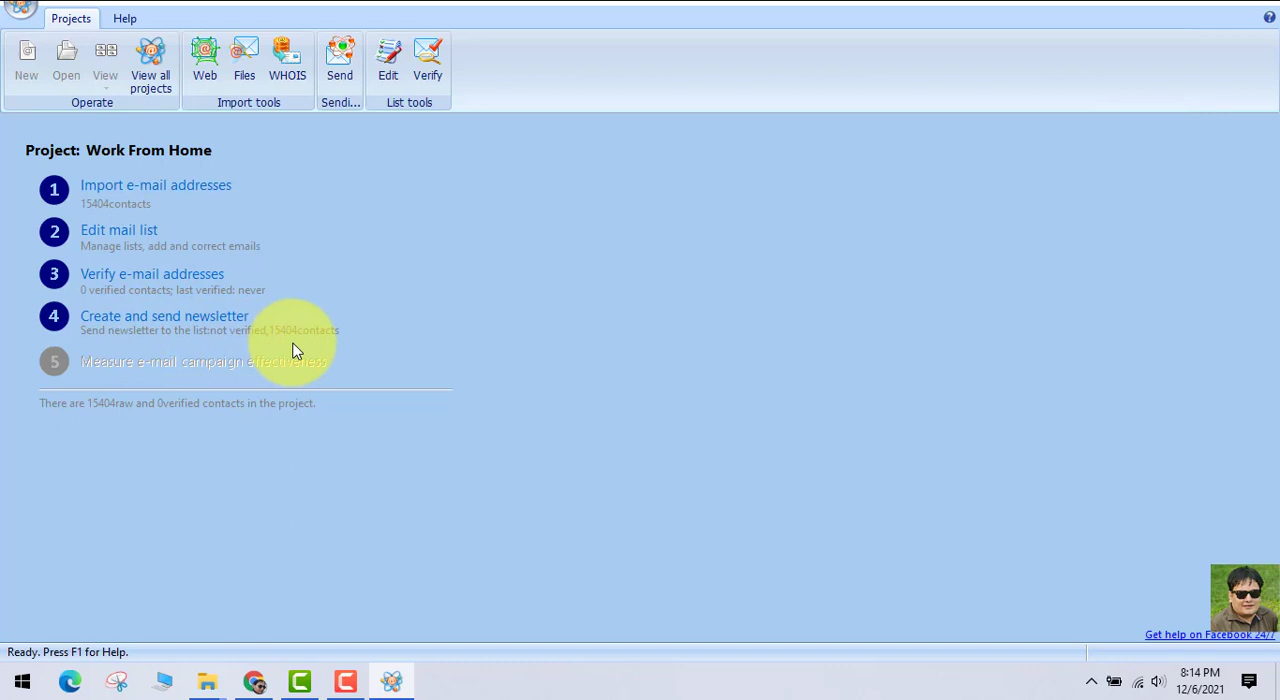 Projects Help
New Open View View all projects Web Files WHOIS Send Edit Verify
Operate Import tools Sendi... List tools
Project: Work From Home
1 Import e-mail addresses
15404contacts
2 Edit mail list
Manage lists, add and correct emails
3 Verify e-mail addresses
0 verified contacts; last verified: never
4 Create and send newsletter
Send newsletter to the list:not verified,15404contacts
5 Measure e-mail campaign effectiveness
There are 15404raw and 0verified contacts in the project.
Get help on Facebook 24/7
Ready. Press F1 for Help.
8:14 PM
12/6/2021